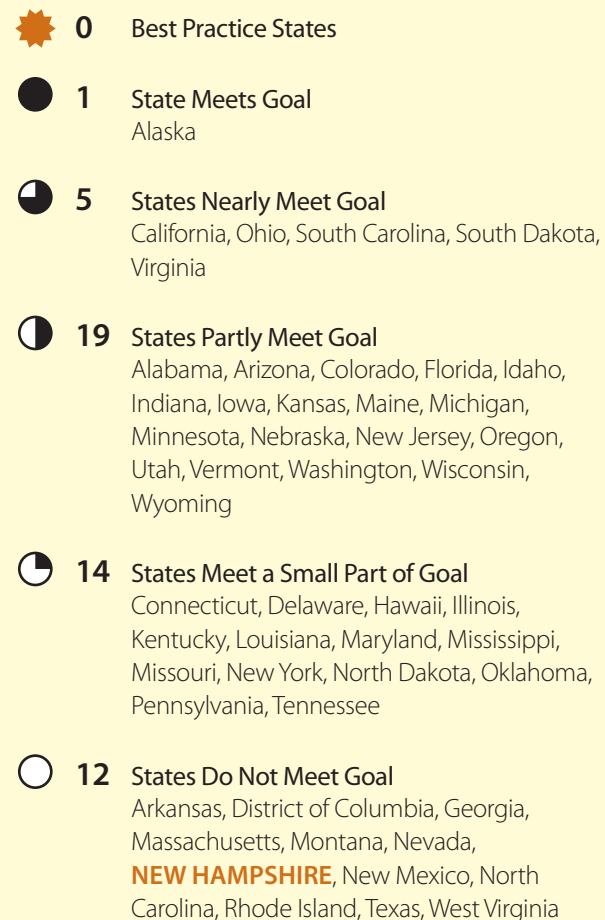 0 Best Practice States
1 State Meets Goal
Alaska
5 States Nearly Meet Goal
California, Ohio, South Carolina, South Dakota,
Virginia
19 States Partly Meet Goal
Alabama, Arizona, Colorado, Florida, Idaho,
Indiana, Iowa, Kansas, Maine, Michigan,
Minnesota, Nebraska, New Jersey, Oregon,
Utah, Vermont, Washington, Wisconsin,
Wyoming
14 States Meet a Small Part of Goal
Connecticut, Delaware, Hawaii, Illinois,
Kentucky, Louisiana, Maryland, Mississippi,
Missouri, New York, North Dakota, Oklahoma,
Pennsylvania, Tennessee
12 States Do Not Meet Goal
Arkansas, District of Columbia, Georgia,
Massachusetts, Montana, Nevada,
NEW HAMPSHIRE, New Mexico, North
Carolina, Rhode Island, Texas, West Virginia